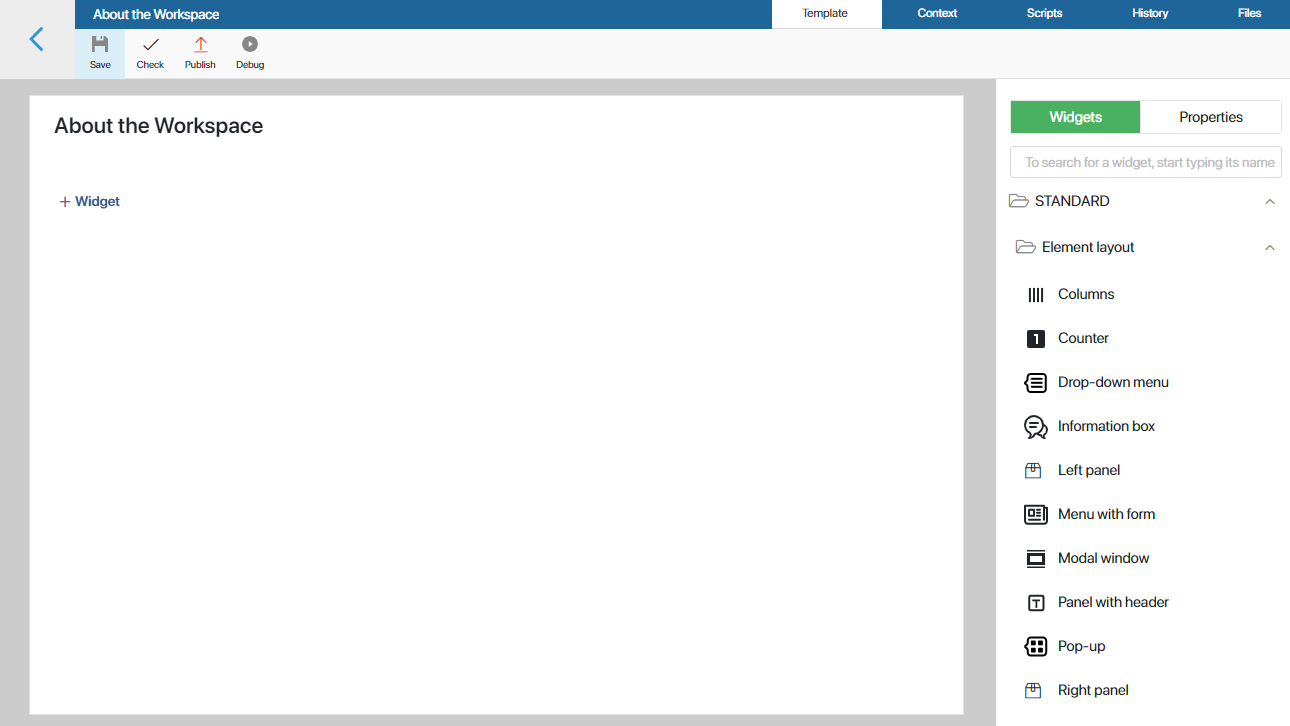 About the Workspace
Template
Context
Scripts
History
Files
Save
Check
Publish
Debug
About the Workspace
+ Widget
Widgets
Properties
To search for a widget, start typing its name
STANDARD
Element layout
Columns
1
Counter
Drop-down menu
Information box
Left panel
Menu with form
Modal window
T
Panel with header
Pop-up
Right panel